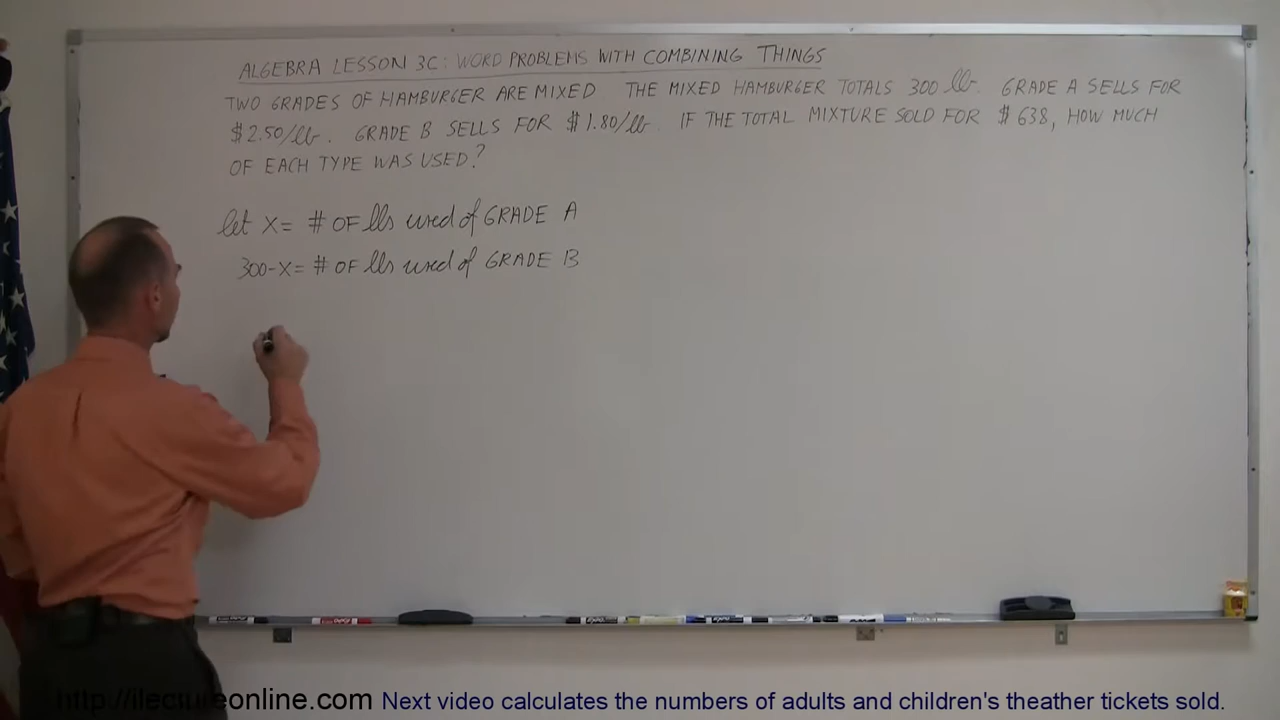 ALGEBRA LESSON 3C: WORD PROBLEMS WITH COMBINING THINGS
TWO GRADES OF HAMBURGER ARE MIXED. THE MIXED HAMBURGER TOTALS 300 lb. GRADE A SELLS FOR
$2.50/lb. GRADE B SELLS FOR $1.80/lb. IF THE TOTAL MIXTURE SOLD FOR $638, HOW MUCH
OF EACH TYPE WAS USED?
let X = # OF lbs used of GRADE A
300-X = # OF lbs used of GRADE B
http://ilectureonline.com Next video calculates the numbers of adults and children's theather tickets sold.